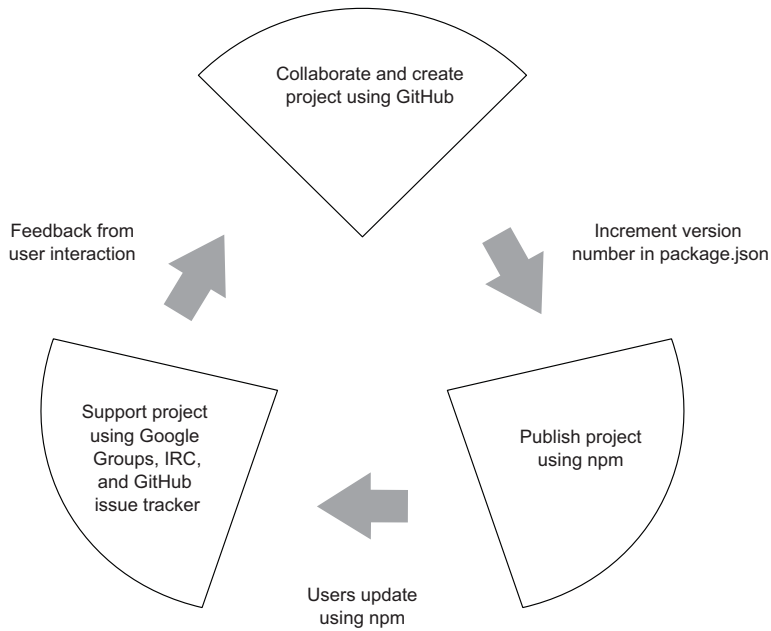 Collaborate and create
project using GitHub
Feedback from
user interaction
Increment version
number in package.json
Support project
using Google
Groups, IRC,
and GitHub
issue tracker
Publish project
using npm
Users update
using npm